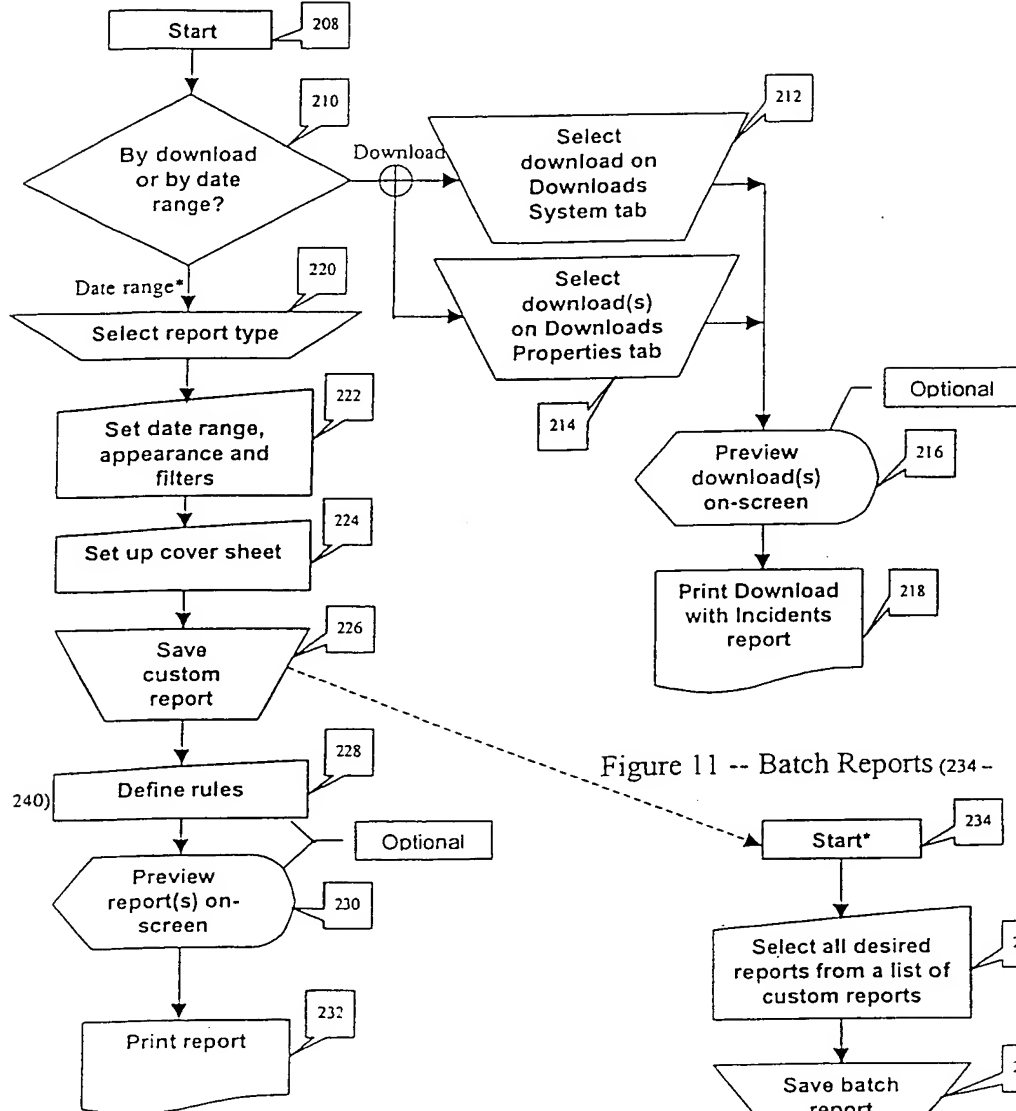 Start
208
210
By download
or by date
range?
Download
212
Select
download on
Downloads
System tab
Date range*
220
Select report type
Select
download(s)
on Downloads
Properties tab
214
222
Set date range,
appearance and
filters
Optional
Preview
download(s)
on-screen
216
224
Set up cover sheet
Print Download
with Incidents
report
218
226
Save
custom
report
Figure 11 -- Batch Reports (234 –
240)
228
Define rules
Optional
Start*
234
Preview
report(s) on-
screen
230
Select all desired
reports from a list of
custom reports
232
Print report
Save batch
report